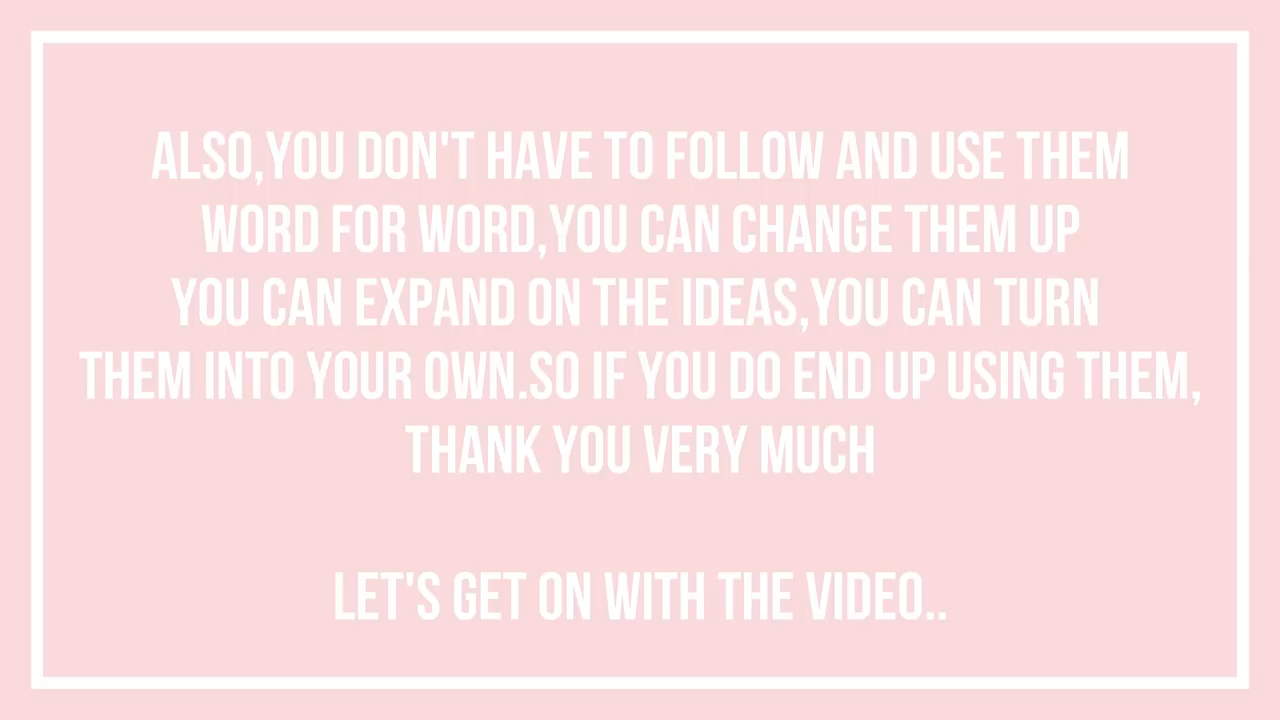 ALSO,YOU DON'T HAVE TO FOLLOW AND USE THEM
WORD FOR WORD,YOU CAN CHANGE THEM UP
YOU CAN EXPAND ON THE IDEAS,YOU CAN TURN
THEM INTO YOUR OWN.SO IF YOU DO END UP USING THEM,
THANK YOU VERY MUCH
LET'S GET ON WITH THE VIDEO..